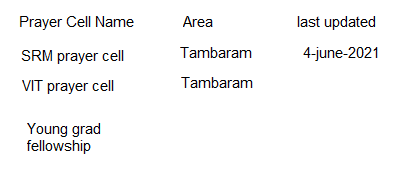 Prayer Cell Name Area last updated
SRM prayer cell Tambaram 4-june-2021
VIT prayer cell Tambaram
Young grad
fellowship